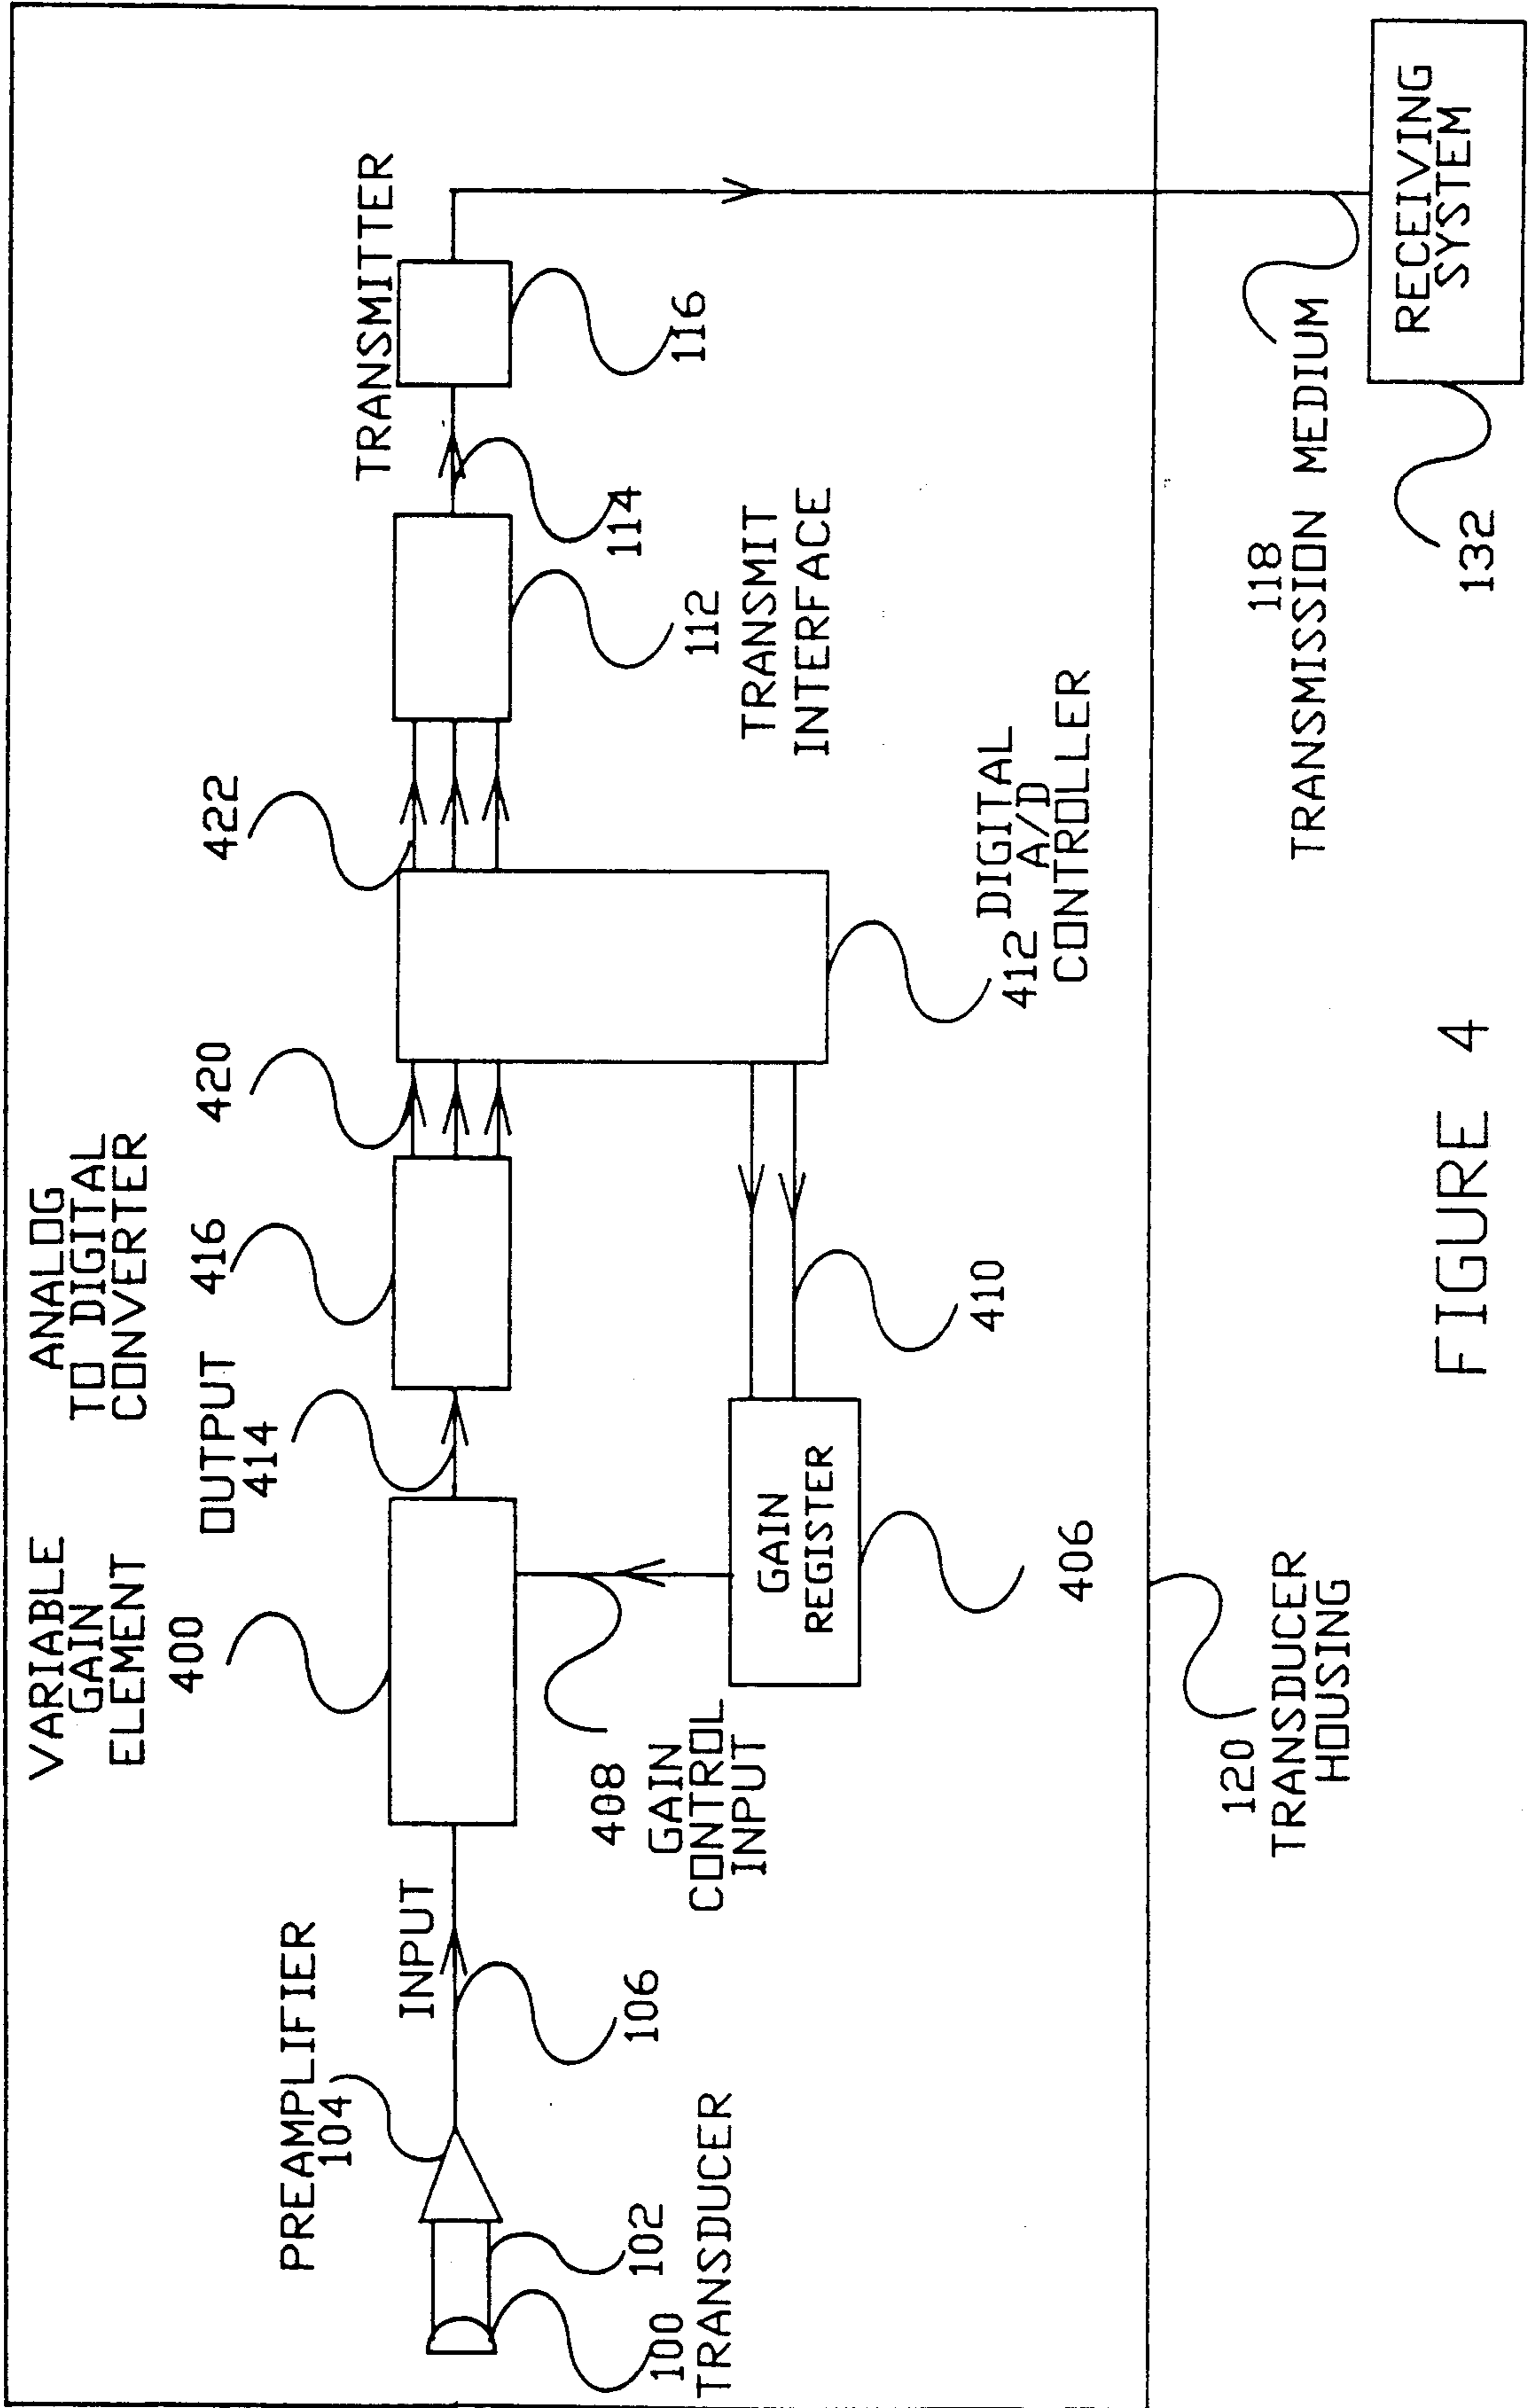 VARIABLE
GAIN
ELEMENT
400
ANALOG
TO DIGITAL
CONVERTER
OUTPUT
414
416
420
422
PREAMPLIFIER
104
INPUT
TRANSMITTER
100
TRANSDUCER
102
106
408
GAIN
CONTROL
INPUT
GAIN
REGISTER
406
410
412 DIGITAL
A/D
CONTROLLER
112
TRANSMIT
INTERFACE
114
116
120
TRANSDUCER
HOUSING
118
TRANSMISSION MEDIUM
132
RECEIVING
SYSTEM
FIGURE 4